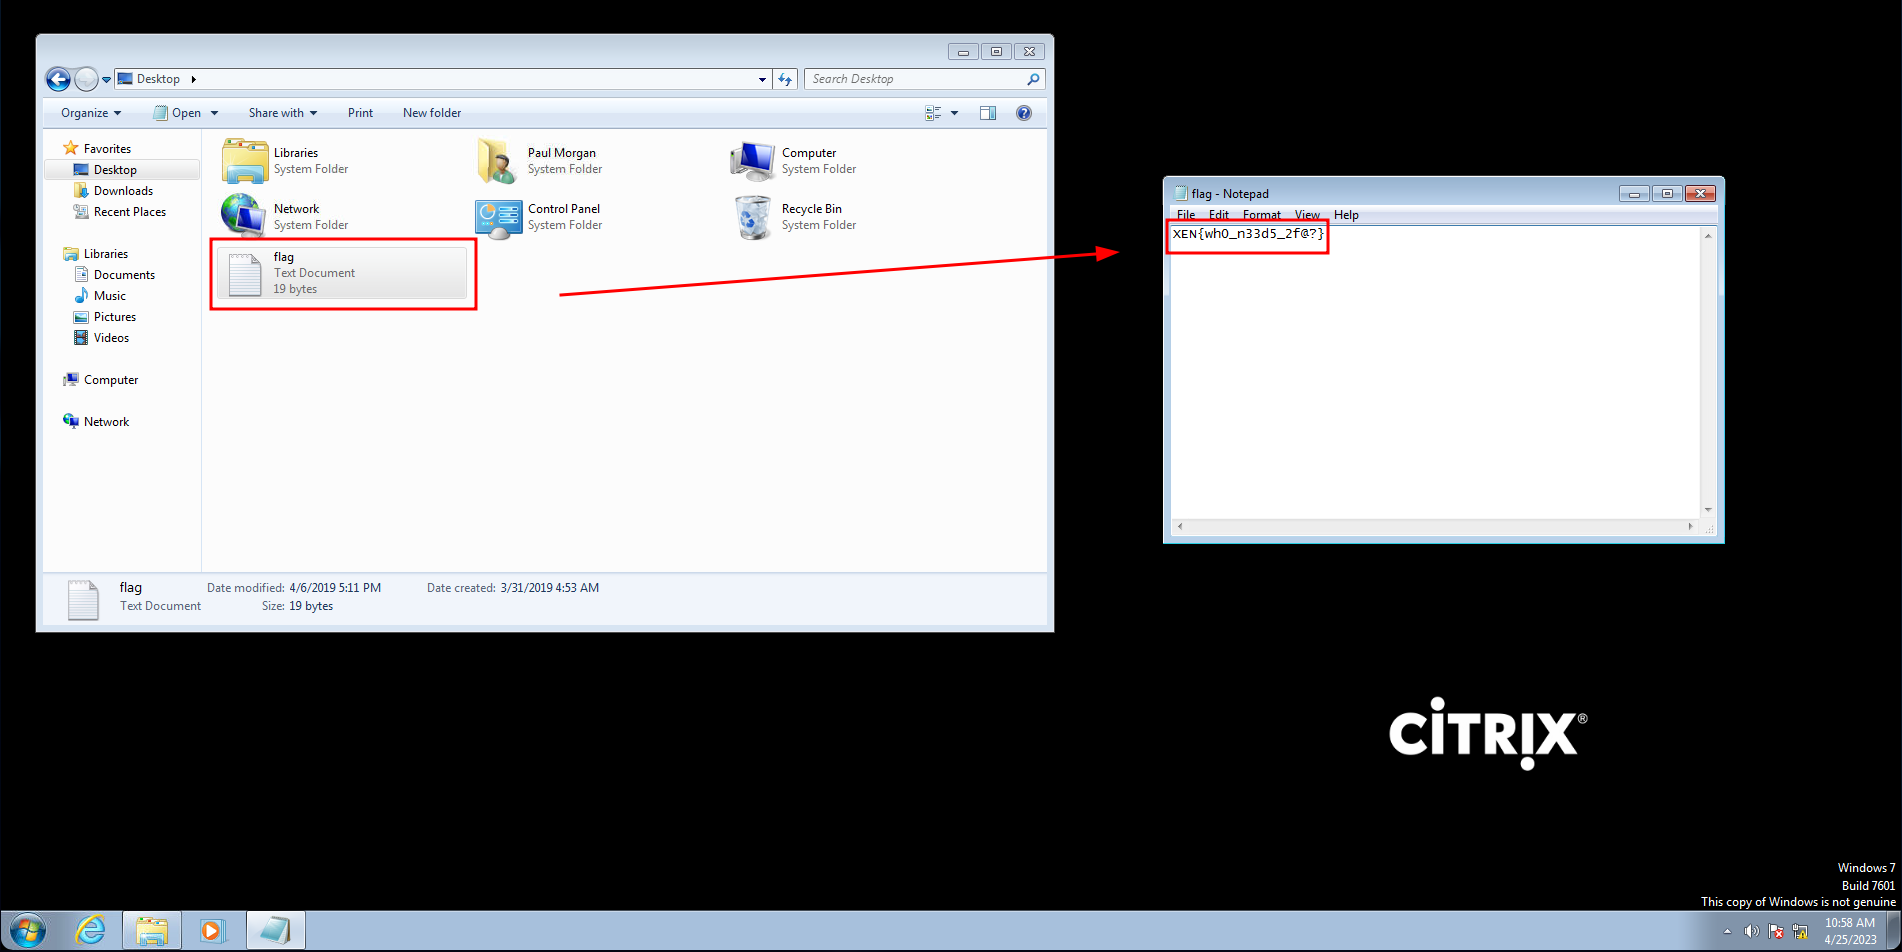 Desktop
Search Desktop
Organize
Open
Share with
Print
New folder
Favorites
Desktop
Downloads
Recent Places
Libraries
Documents
Music
Pictures
Videos
Computer
Network
Libraries
System Folder
Paul Morgan
System Folder
Computer
System Folder
Network
System Folder
Control Panel
System Folder
Recycle Bin
System Folder
flag
Text Document
19 bytes
flag
Text Document
Date modified: 4/6/2019 5:11 PM
Size: 19 bytes
Date created: 3/31/2019 4:53 AM
flag - Notepad
File Edit Format View Help
XEN{wh0_n33d5_2f@?}
CITRIX®
Windows 7
Build 7601
This copy of Windows is not genuine
10:58 AM
4/25/2023